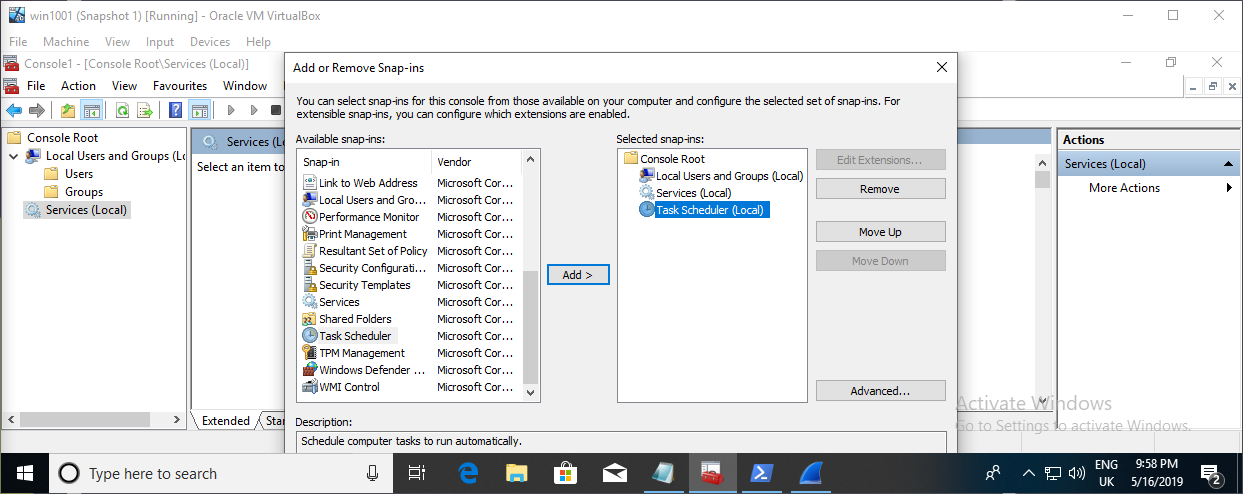 win1001 (Snapshot 1) [Running] - Oracle VM VirtualBox
File Machine View Input Devices Help
Console1 - [Console Root\Services (Local)]
File Action View Favourites Window
Console Root
Local Users and Groups (Lo
Users
Groups
Services (Local)
Services (Lo
Select an item to
Extended
Stan
Add or Remove Snap-ins
You can select snap-ins for this console from those available on your computer and configure the selected set of snap-ins. For
extensible snap-ins, you can configure which extensions are enabled.
Available snap-ins:
Snap-in Vendor
Link to Web Address Microsoft Cor...
Local Users and Gro... Microsoft Cor...
Performance Monitor Microsoft Cor...
Print Management Microsoft Cor...
Resultant Set of Policy Microsoft Cor...
Security Configurati... Microsoft Cor...
Security Templates Microsoft Cor...
Services Microsoft Cor...
Shared Folders Microsoft Cor...
Task Scheduler Microsoft Cor...
TPM Management Microsoft Cor...
Windows Defender ... Microsoft Cor...
WMI Control Microsoft Cor...
Add >
Selected snap-ins:
Console Root
Local Users and Groups (Local)
Services (Local)
Task Scheduler (Local)
Edit Extensions...
Remove
Move Up
Move Down
Advanced...
Description:
Schedule computer tasks to run automatically.
Actions
Services (Local)
More Actions
Activate Windows
Go to Settings to activate Windows.
Type here to search
ENG
UK
9:58 PM
5/16/2019
2